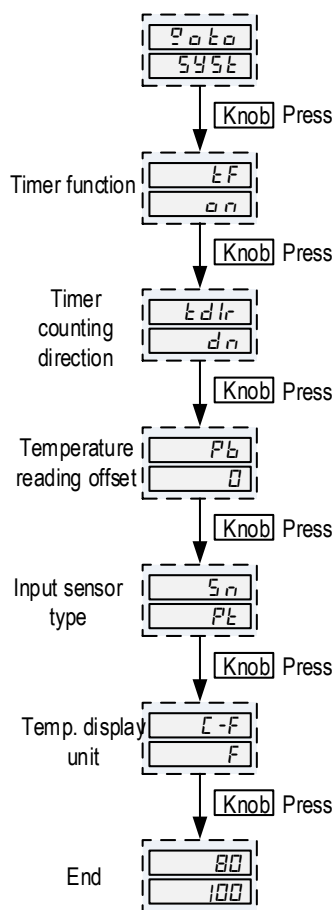 goto
SYSt
Knob Press
Timer function
tF
on
Knob Press
Timer
counting
direction
tdIr
dn
Knob Press
Temperature
reading offset
Pb
0
Knob Press
Input sensor
type
Sn
Pt
Knob Press
Temp. display
unit
C-F
F
Knob Press
End
80
100